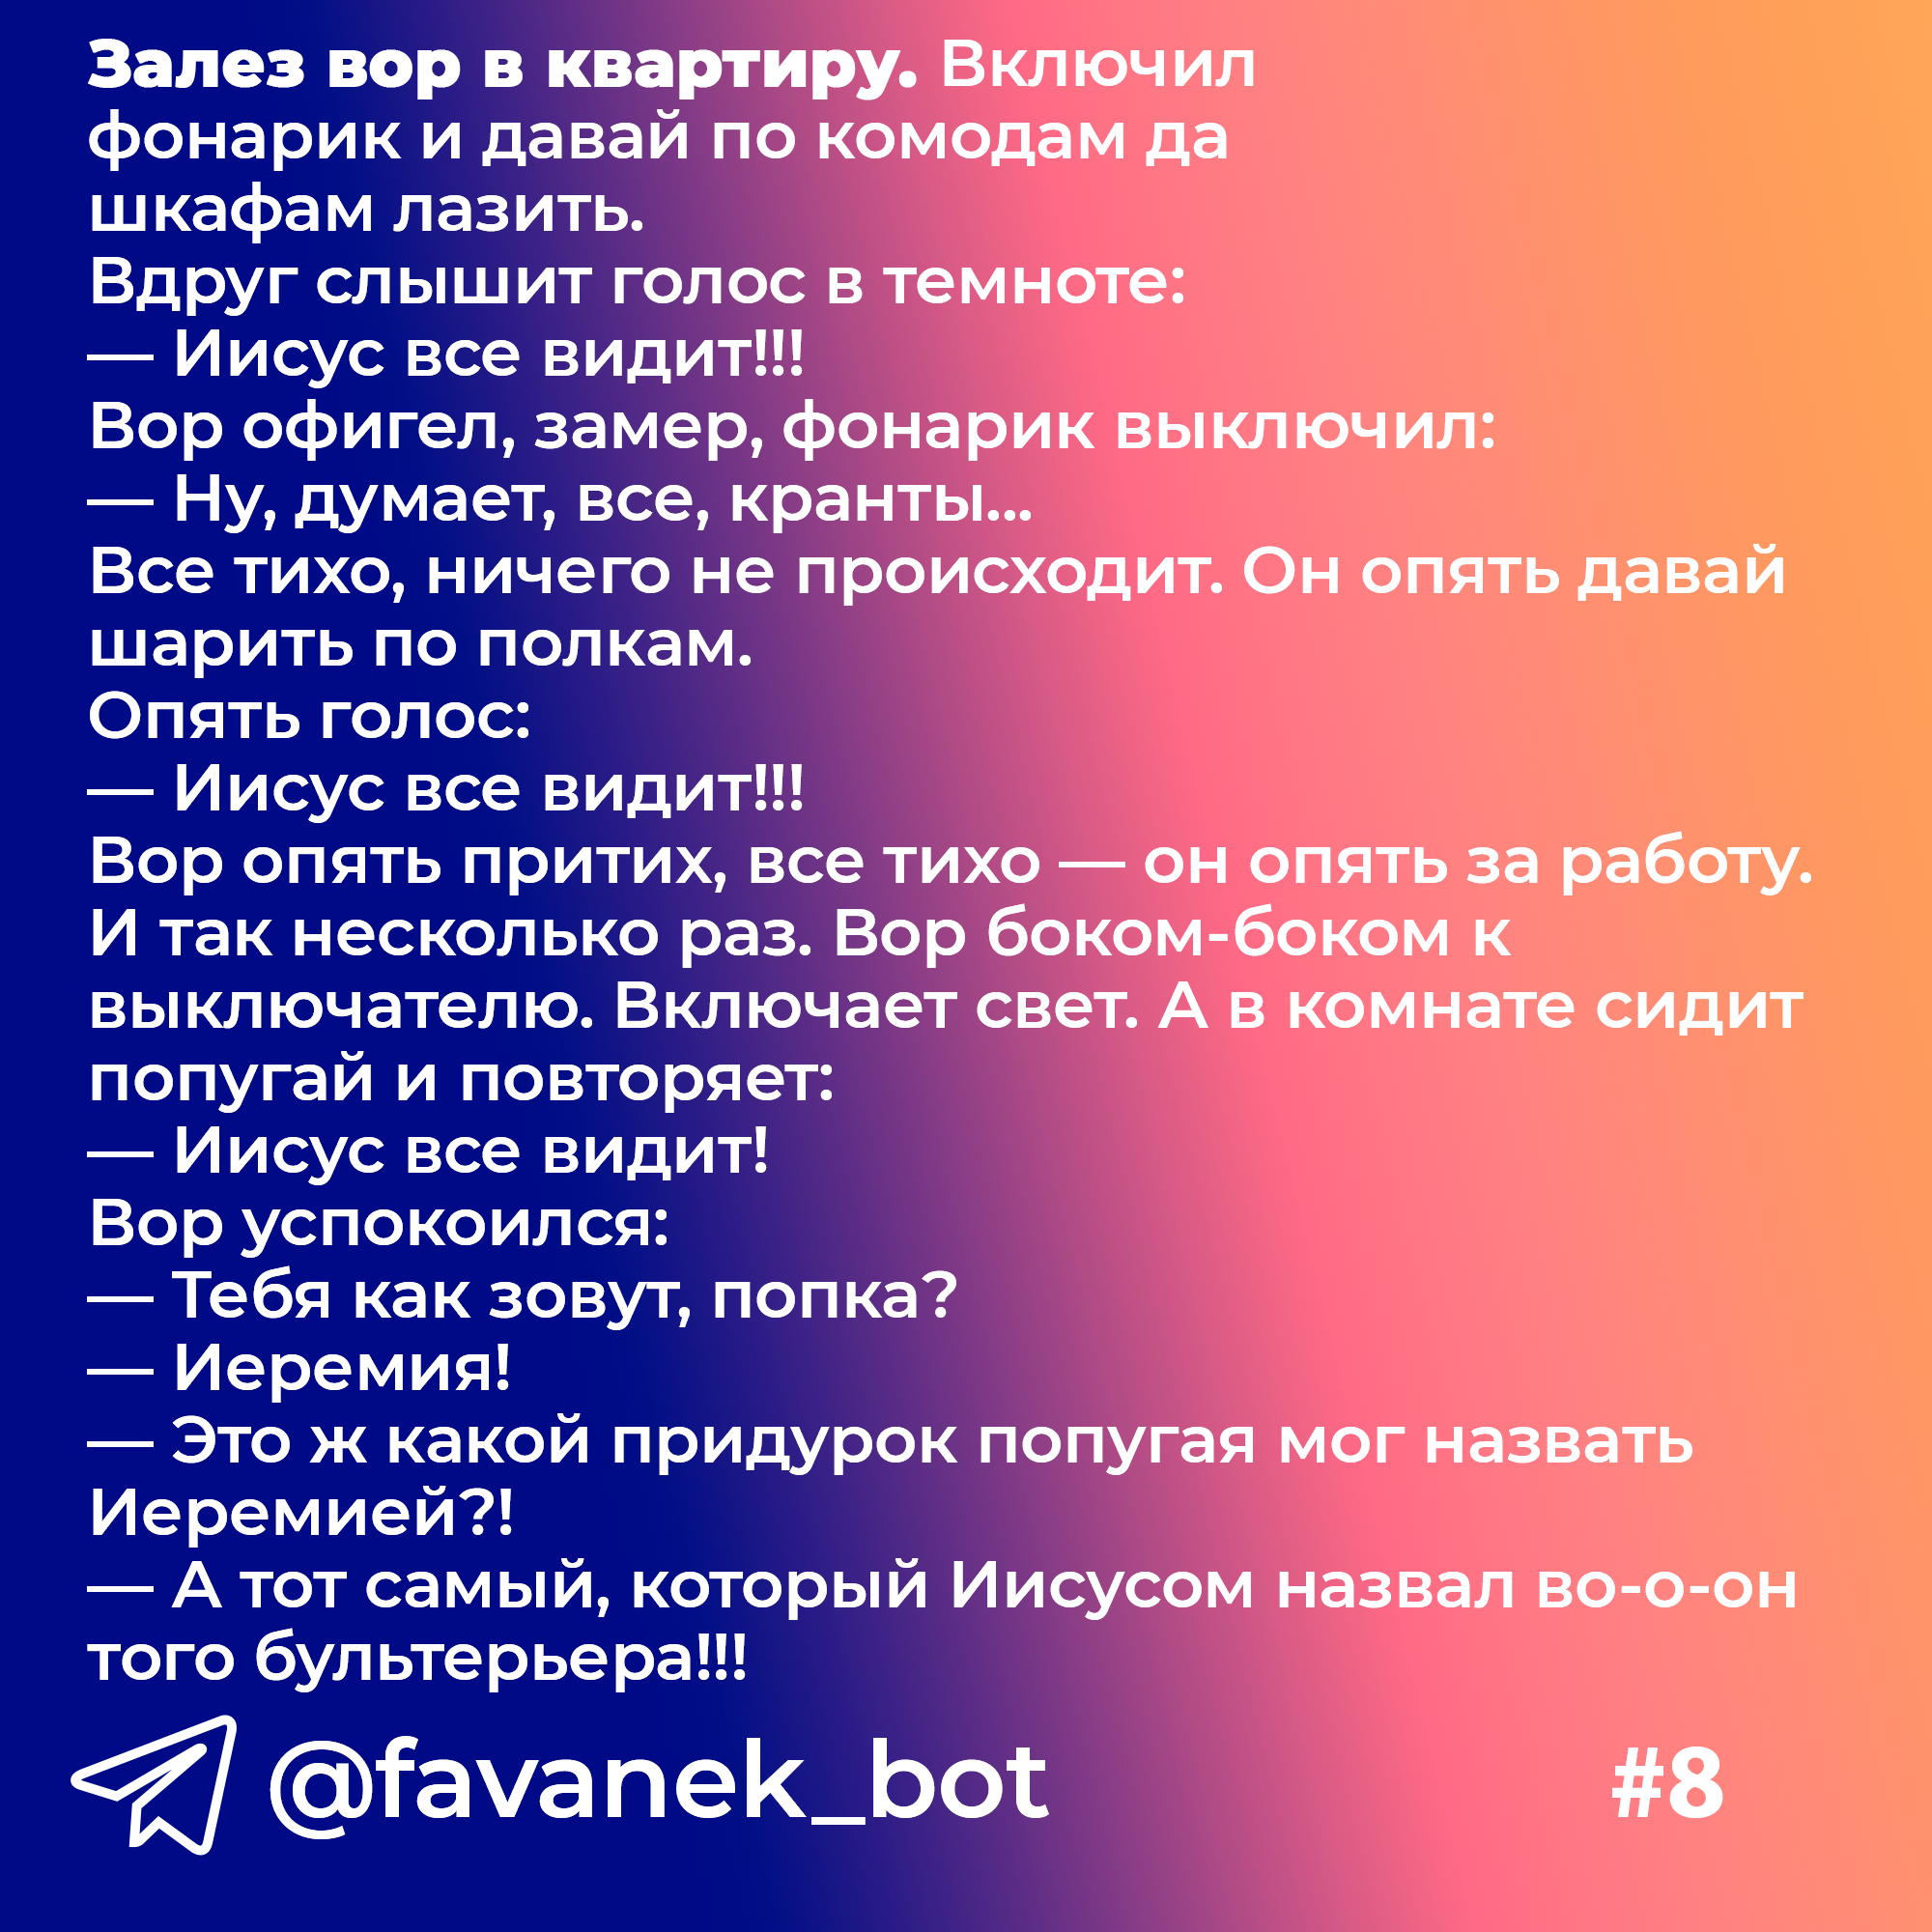 Залез вор в квартиру. Включил
фонарик и давай по комодам да
шкафам лазить.
Вдруг слышит голос в темноте:
— Иисус все видит!!!
Вор офигел, замер, фонарик выключил:
— Ну, думает, все, кранты...
Все тихо, ничего не происходит. Он опять давай
шарить по полкам.
Опять голос:
— Иисус все видит!!!
Вор опять притих, все тихо — он опять за работу.
И так несколько раз. Вор боком-боком к
выключателю. Включает свет. А в комнате сидит
попугай и повторяет:
— Иисус все видит!
Вор успокоился:
— Тебя как зовут, попка?
— Иеремия!
— Это ж какой придурок попугая мог назвать
Иеремией?!
— А тот самый, который Иисусом назвал во-о-он
того бультерьера!!!
@favanek_bot #8